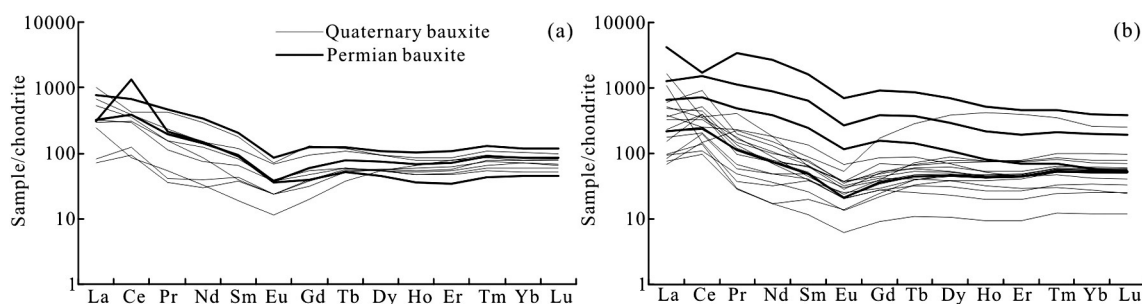 10000
1000
100
10
1
Sample/chondrite
Quaternary bauxite
Permian bauxite
(a)
La Ce Pr Nd Sm Eu Gd Tb Dy Ho Er Tm Yb Lu
10000
1000
100
10
1
Sample/chondrite
(b)
La Ce Pr Nd Sm Eu Gd Tb Dy Ho Er Tm Yb Lu